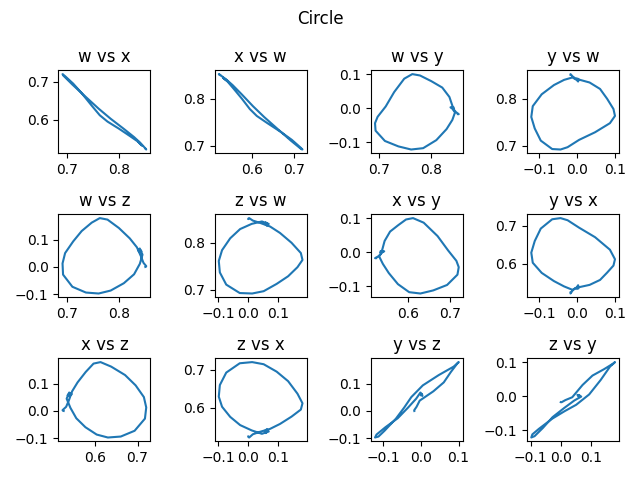 Circle
w vs x
x vs w
w vs y
y vs w
0.7
0.6
0.7 0.8
0.8
0.7
0.6 0.7
0.1
0.0
−0.1
0.7 0.8
0.8
0.7
−0.1 0.0 0.1
w vs z
z vs w
x vs y
y vs x
0.1
0.0
−0.1
0.7 0.8
0.8
0.7
−0.1 0.0 0.1
0.1
0.0
−0.1
0.6 0.7
0.7
0.6
−0.1 0.0 0.1
x vs z
z vs x
y vs z
z vs y
0.1
0.0
−0.1
0.6 0.7
0.7
0.6
−0.1 0.0 0.1
0.1
0.0
−0.1
−0.1 0.0 0.1
0.1
0.0
−0.1
−0.1 0.0 0.1